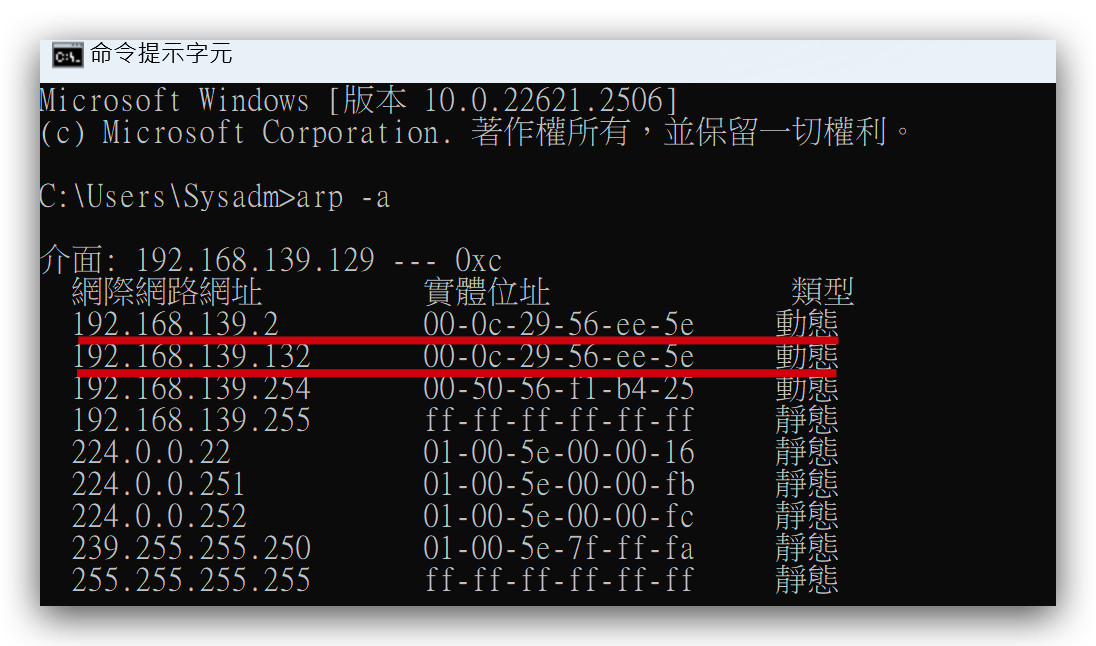 命令提示字元
Microsoft Windows [版本 10.0.22621.2506]
(c) Microsoft Corporation. 著作權所有，並保留一切權利。
C:\Users\Sysadm>arp -a
介面: 192.168.139.129 --- 0xc
網際網路網址 實體位址 類型
192.168.139.2 00-0c-29-56-ee-5e 動態
192.168.139.132 00-0c-29-56-ee-5e 動態
192.168.139.254 00-50-56-f1-b4-25 動態
192.168.139.255 ff-ff-ff-ff-ff-ff 靜態
224.0.0.22 01-00-5e-00-00-16 靜態
224.0.0.251 01-00-5e-00-00-fb 靜態
224.0.0.252 01-00-5e-00-00-fc 靜態
239.255.255.250 01-00-5e-7f-ff-fa 靜態
255.255.255.255 ff-ff-ff-ff-ff-ff 靜態